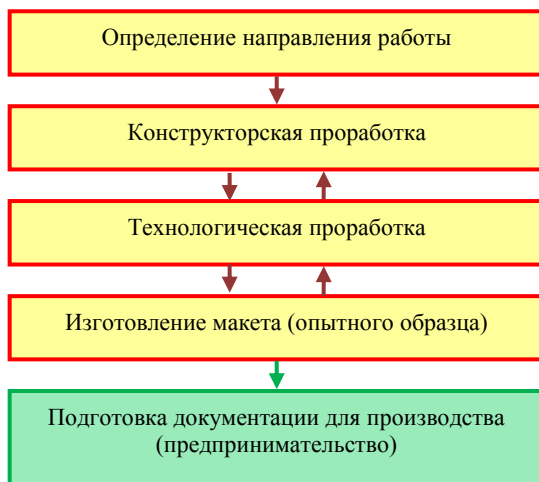 Определение направления работы
Конструкторская проработка
Технологическая проработка
Изготовление макета (опытного образца)
Подготовка документации для производства
(предпринимательство)